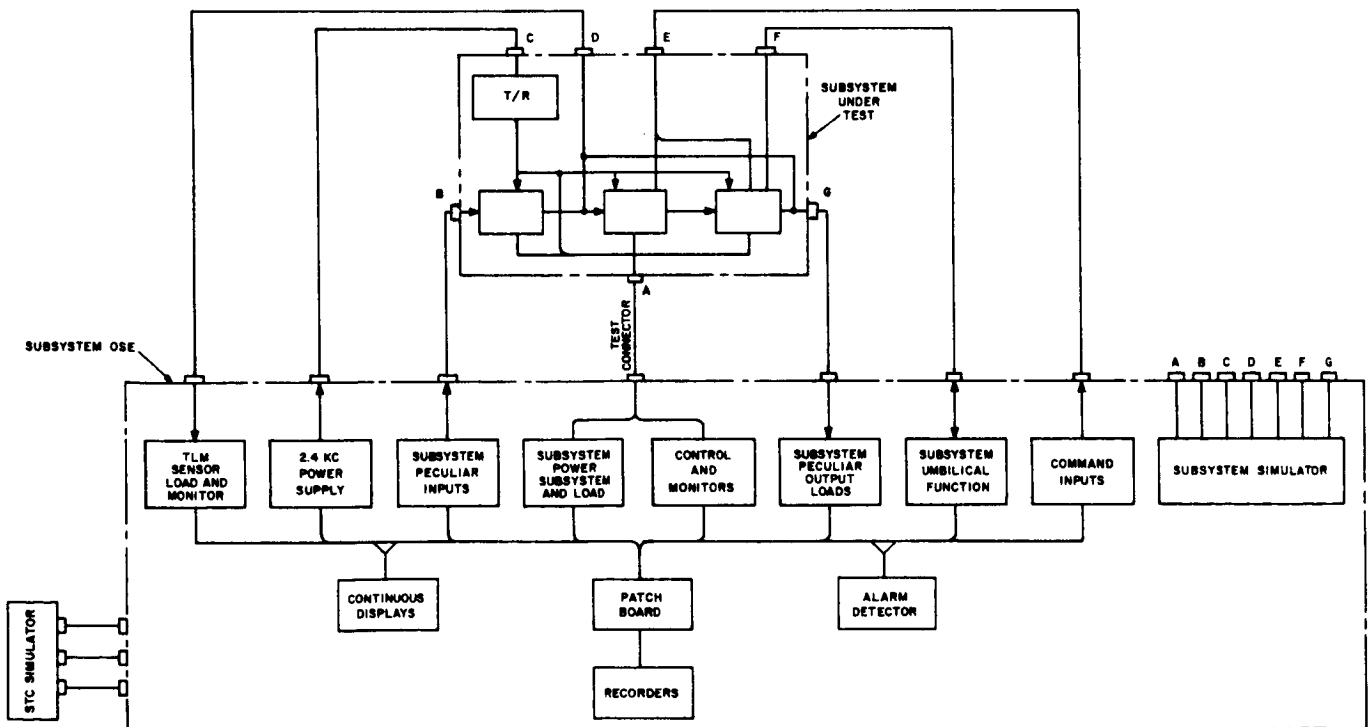 C D E F
T/R
SUBSYSTEM
UNDER
TEST
B
G
A
TEST
CONNECTOR
SUBSYSTEM OSE
A B C D E F G
TLM
SENSOR
LOAD AND
MONITOR
2.4 KC
POWER
SUPPLY
SUBSYSTEM
PECULIAR
INPUTS
SUBSYSTEM
POWER
SUBSYSTEM
AND LOAD
CONTROL
AND
MONITORS
SUBSYSTEM
PECULIAR
OUTPUT
LOADS
SUBSYSTEM
UMBILICAL
FUNCTION
COMMAND
INPUTS
SUBSYSTEM SIMULATOR
CONTINUOUS
DISPLAYS
PATCH
BOARD
ALARM
DETECTOR
STC SIMULATOR
RECORDERS